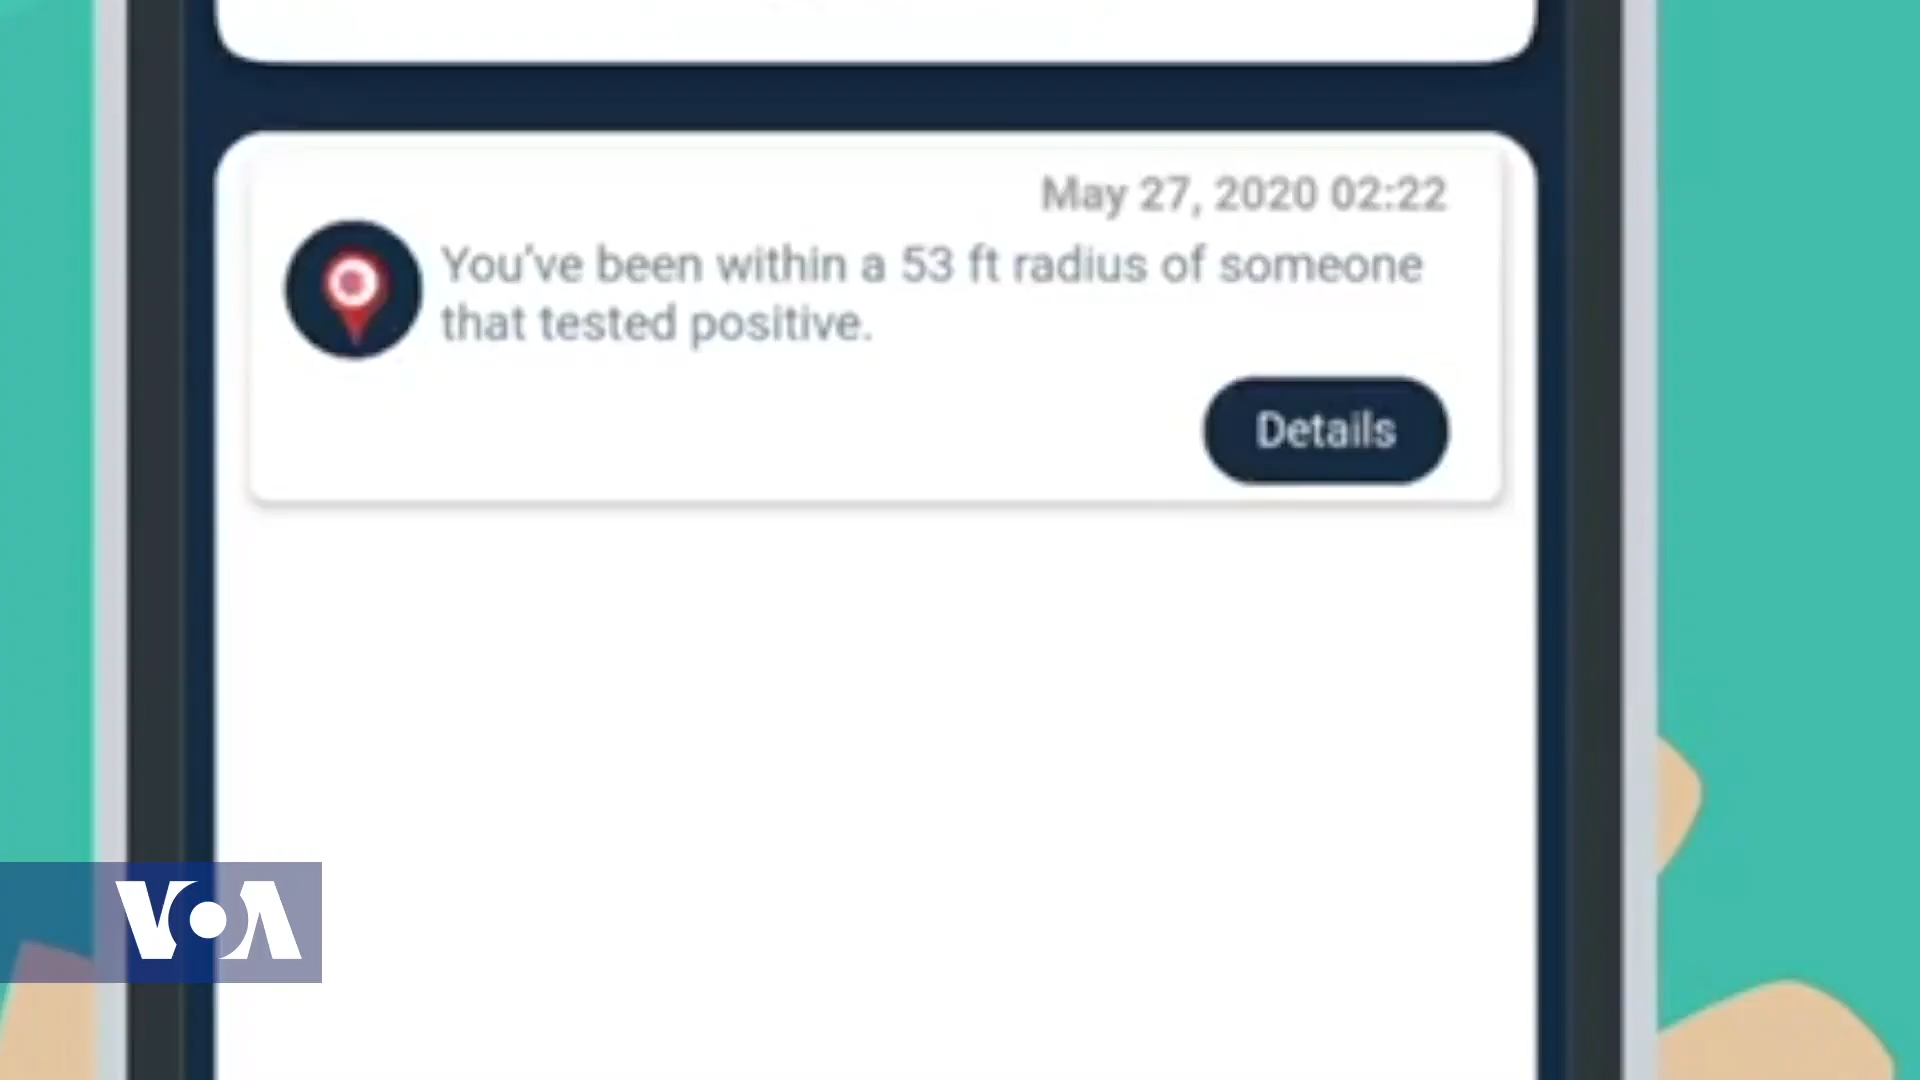 May 27, 2020 02:22
You've been within a 53 ft radius of someone
that tested positive.
Details
VOA